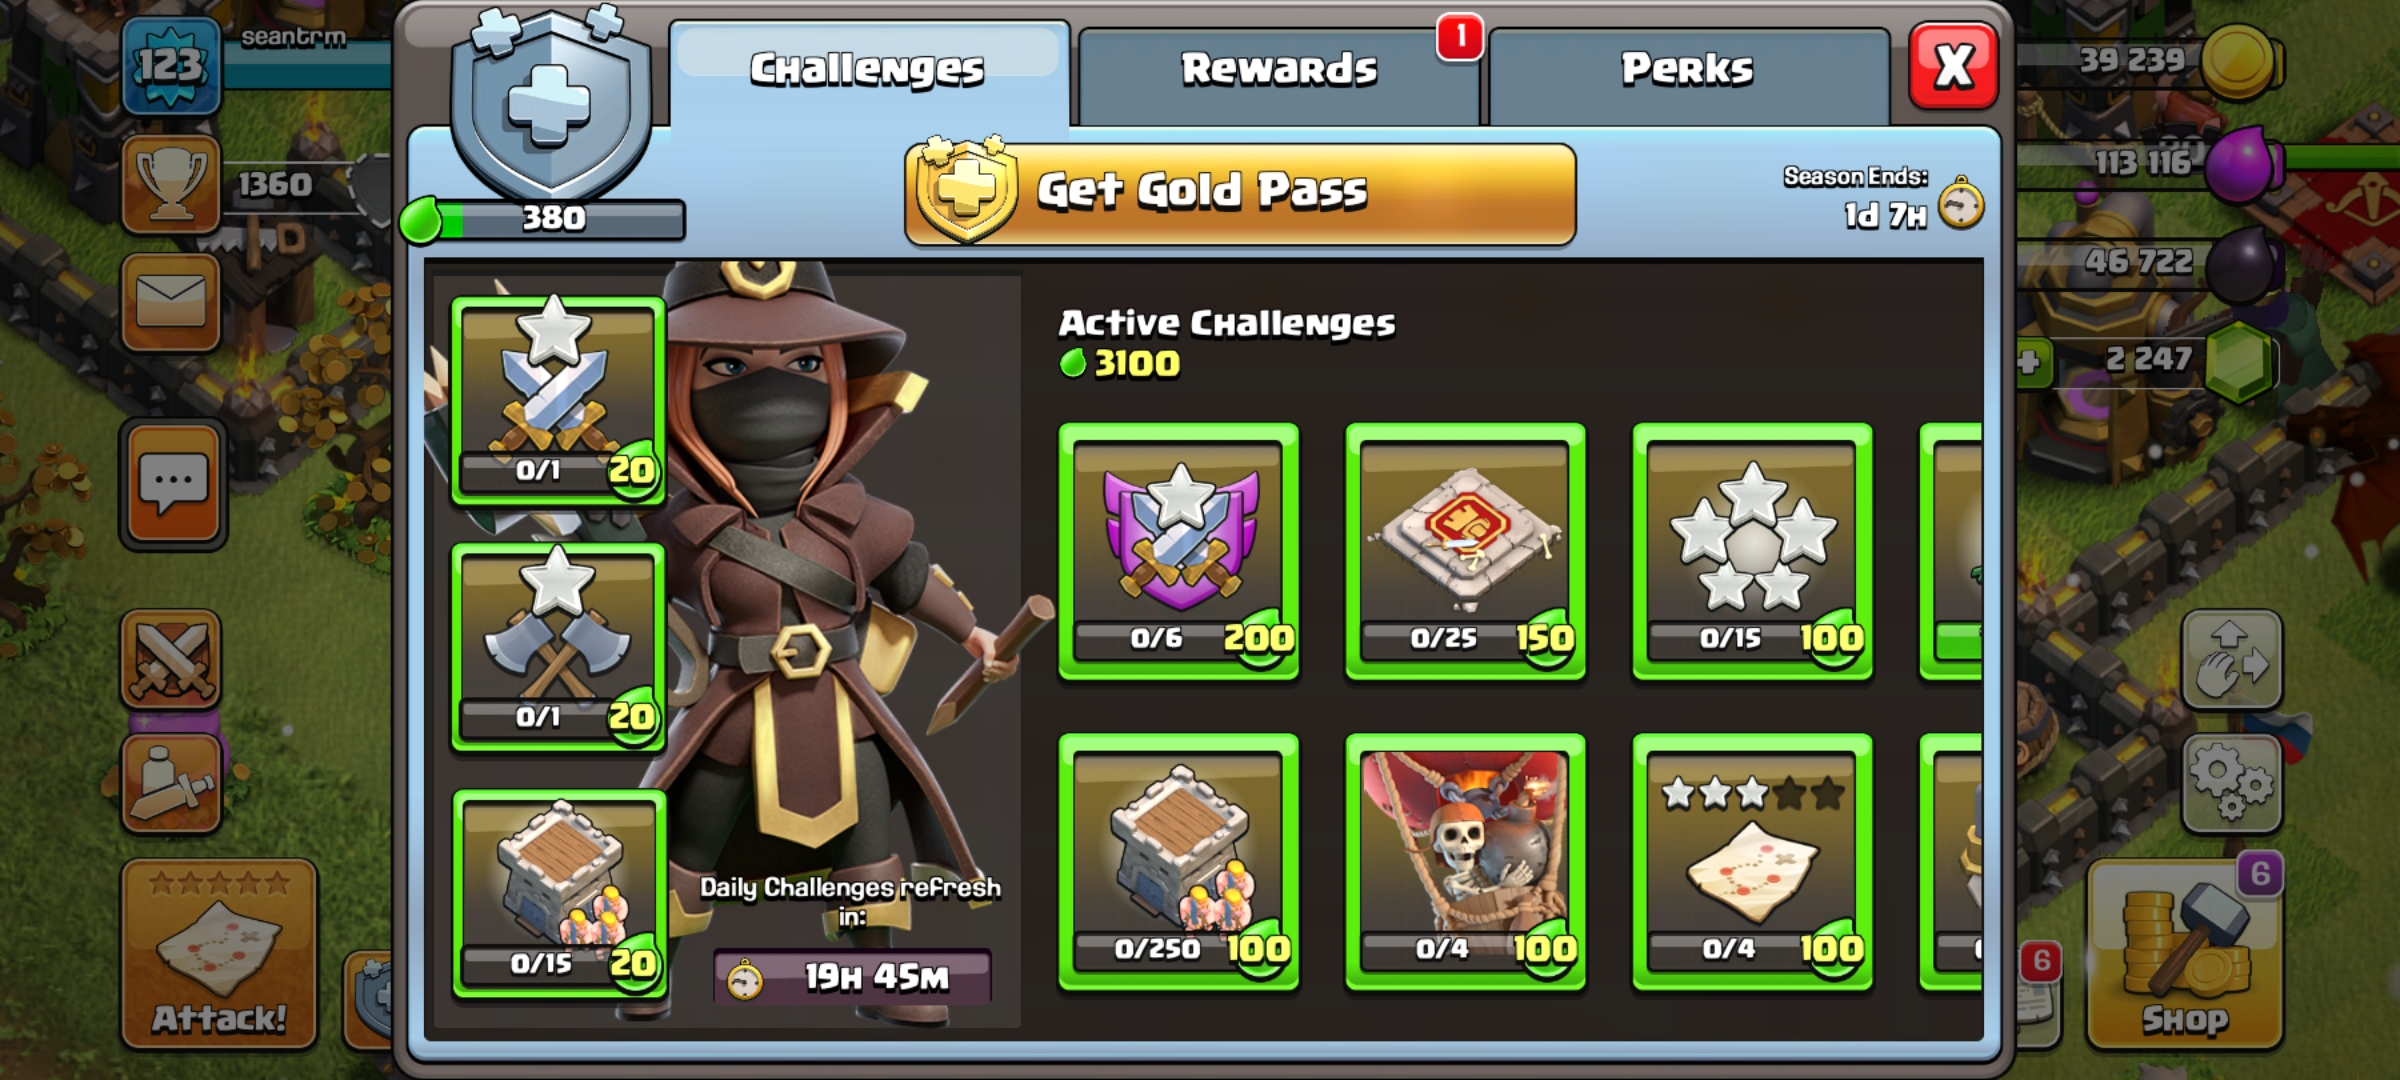 123
seantrm
Challenges
Rewards
1
Perks
X
39 239
1360
380
Get Gold Pass
Season Ends:
1d 7H
113 116
46 722
2 247
Active Challenges
3100
0/1
20
0/1
20
0/15
20
0/6
200
0/25
150
0/15
100
0/250
100
0/4
100
0/4
100
Daily Challenges refresh
in:
19H 45M
Attack!
6
6
Shop